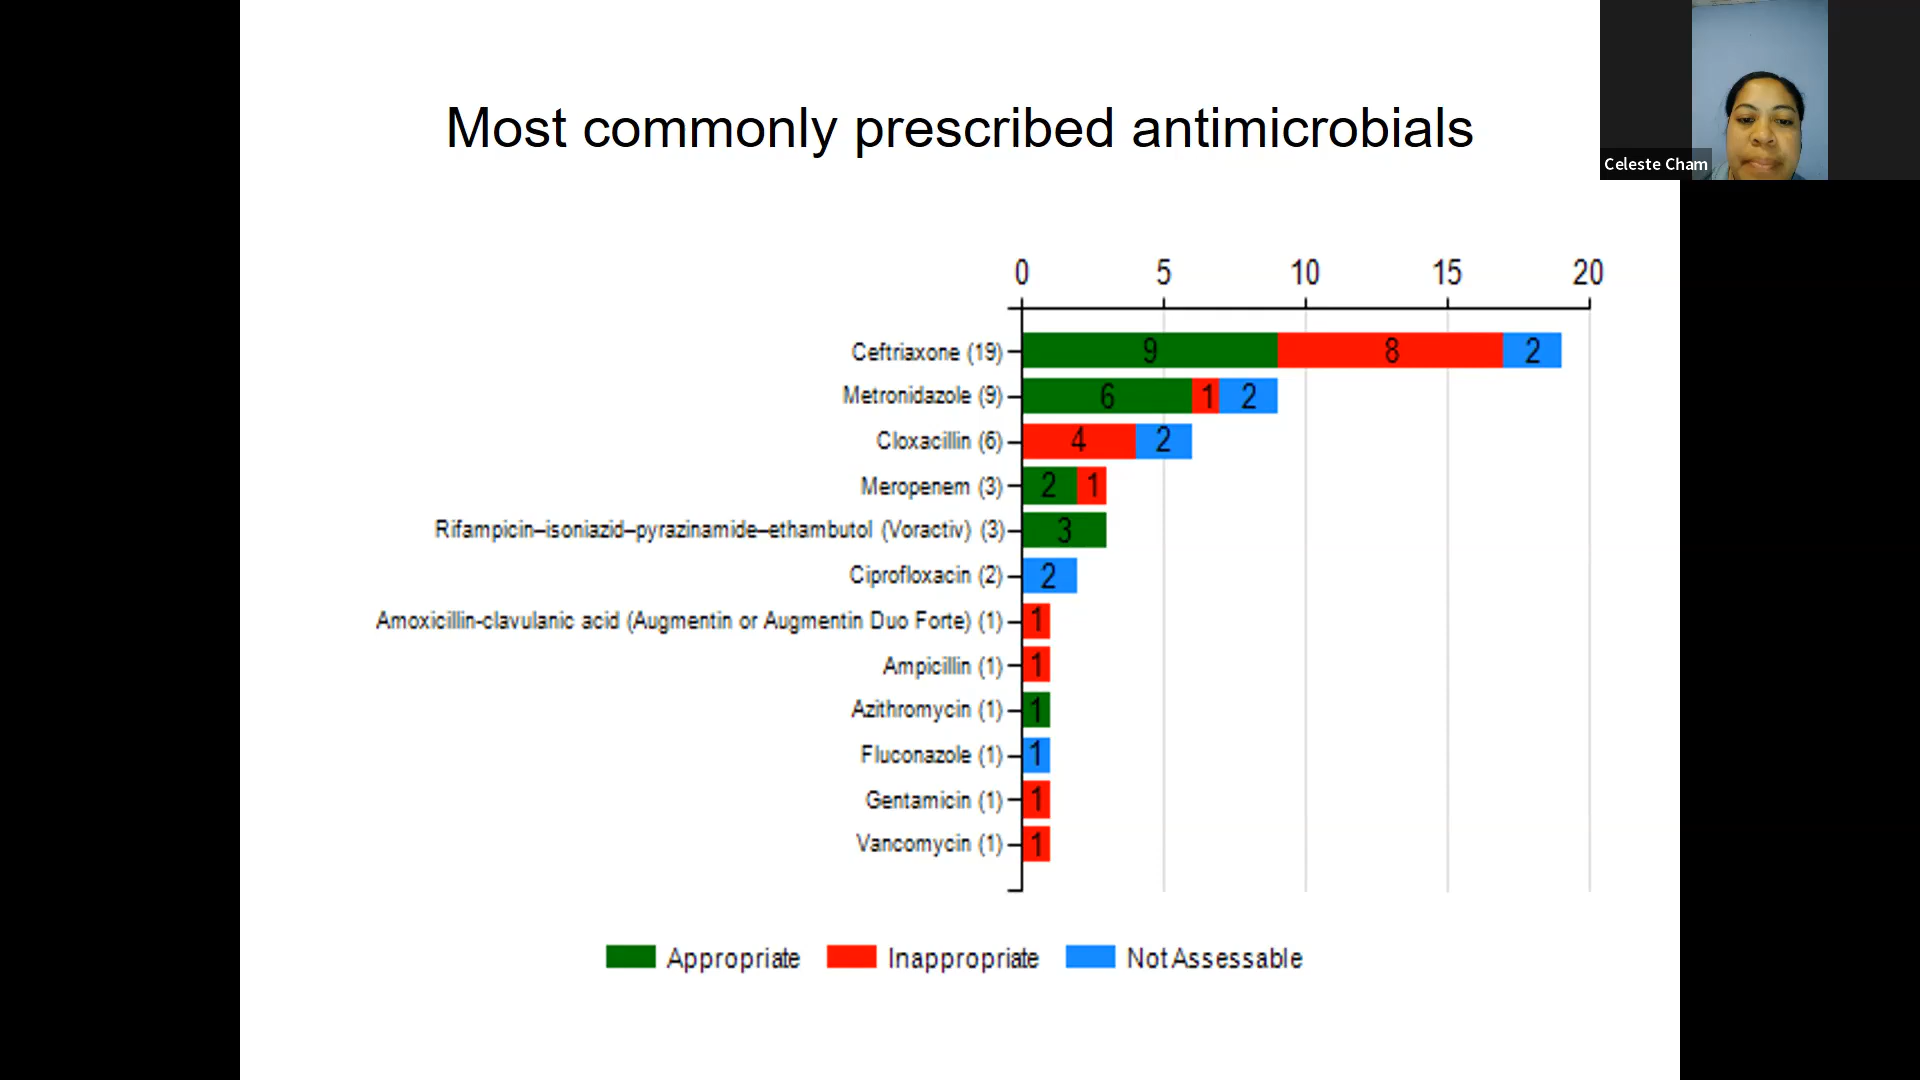 Most commonly prescribed antimicrobials
Celeste Cham
0 5 10 15 20
Ceftriaxone (19) 9 8 2
Metronidazole (9) 6 1 2
Cloxacillin (6) 4 2
Meropenem (3) 2 1
Rifampicin–isoniazid–pyrazinamide–ethambutol (Voractiv) (3) 3
Ciprofloxacin (2) 2
Amoxicillin-clavulanic acid (Augmentin or Augmentin Duo Forte) (1) 1
Ampicillin (1) 1
Azithromycin (1) 1
Fluconazole (1) 1
Gentamicin (1) 1
Vancomycin (1) 1
Appropriate Inappropriate Not Assessable